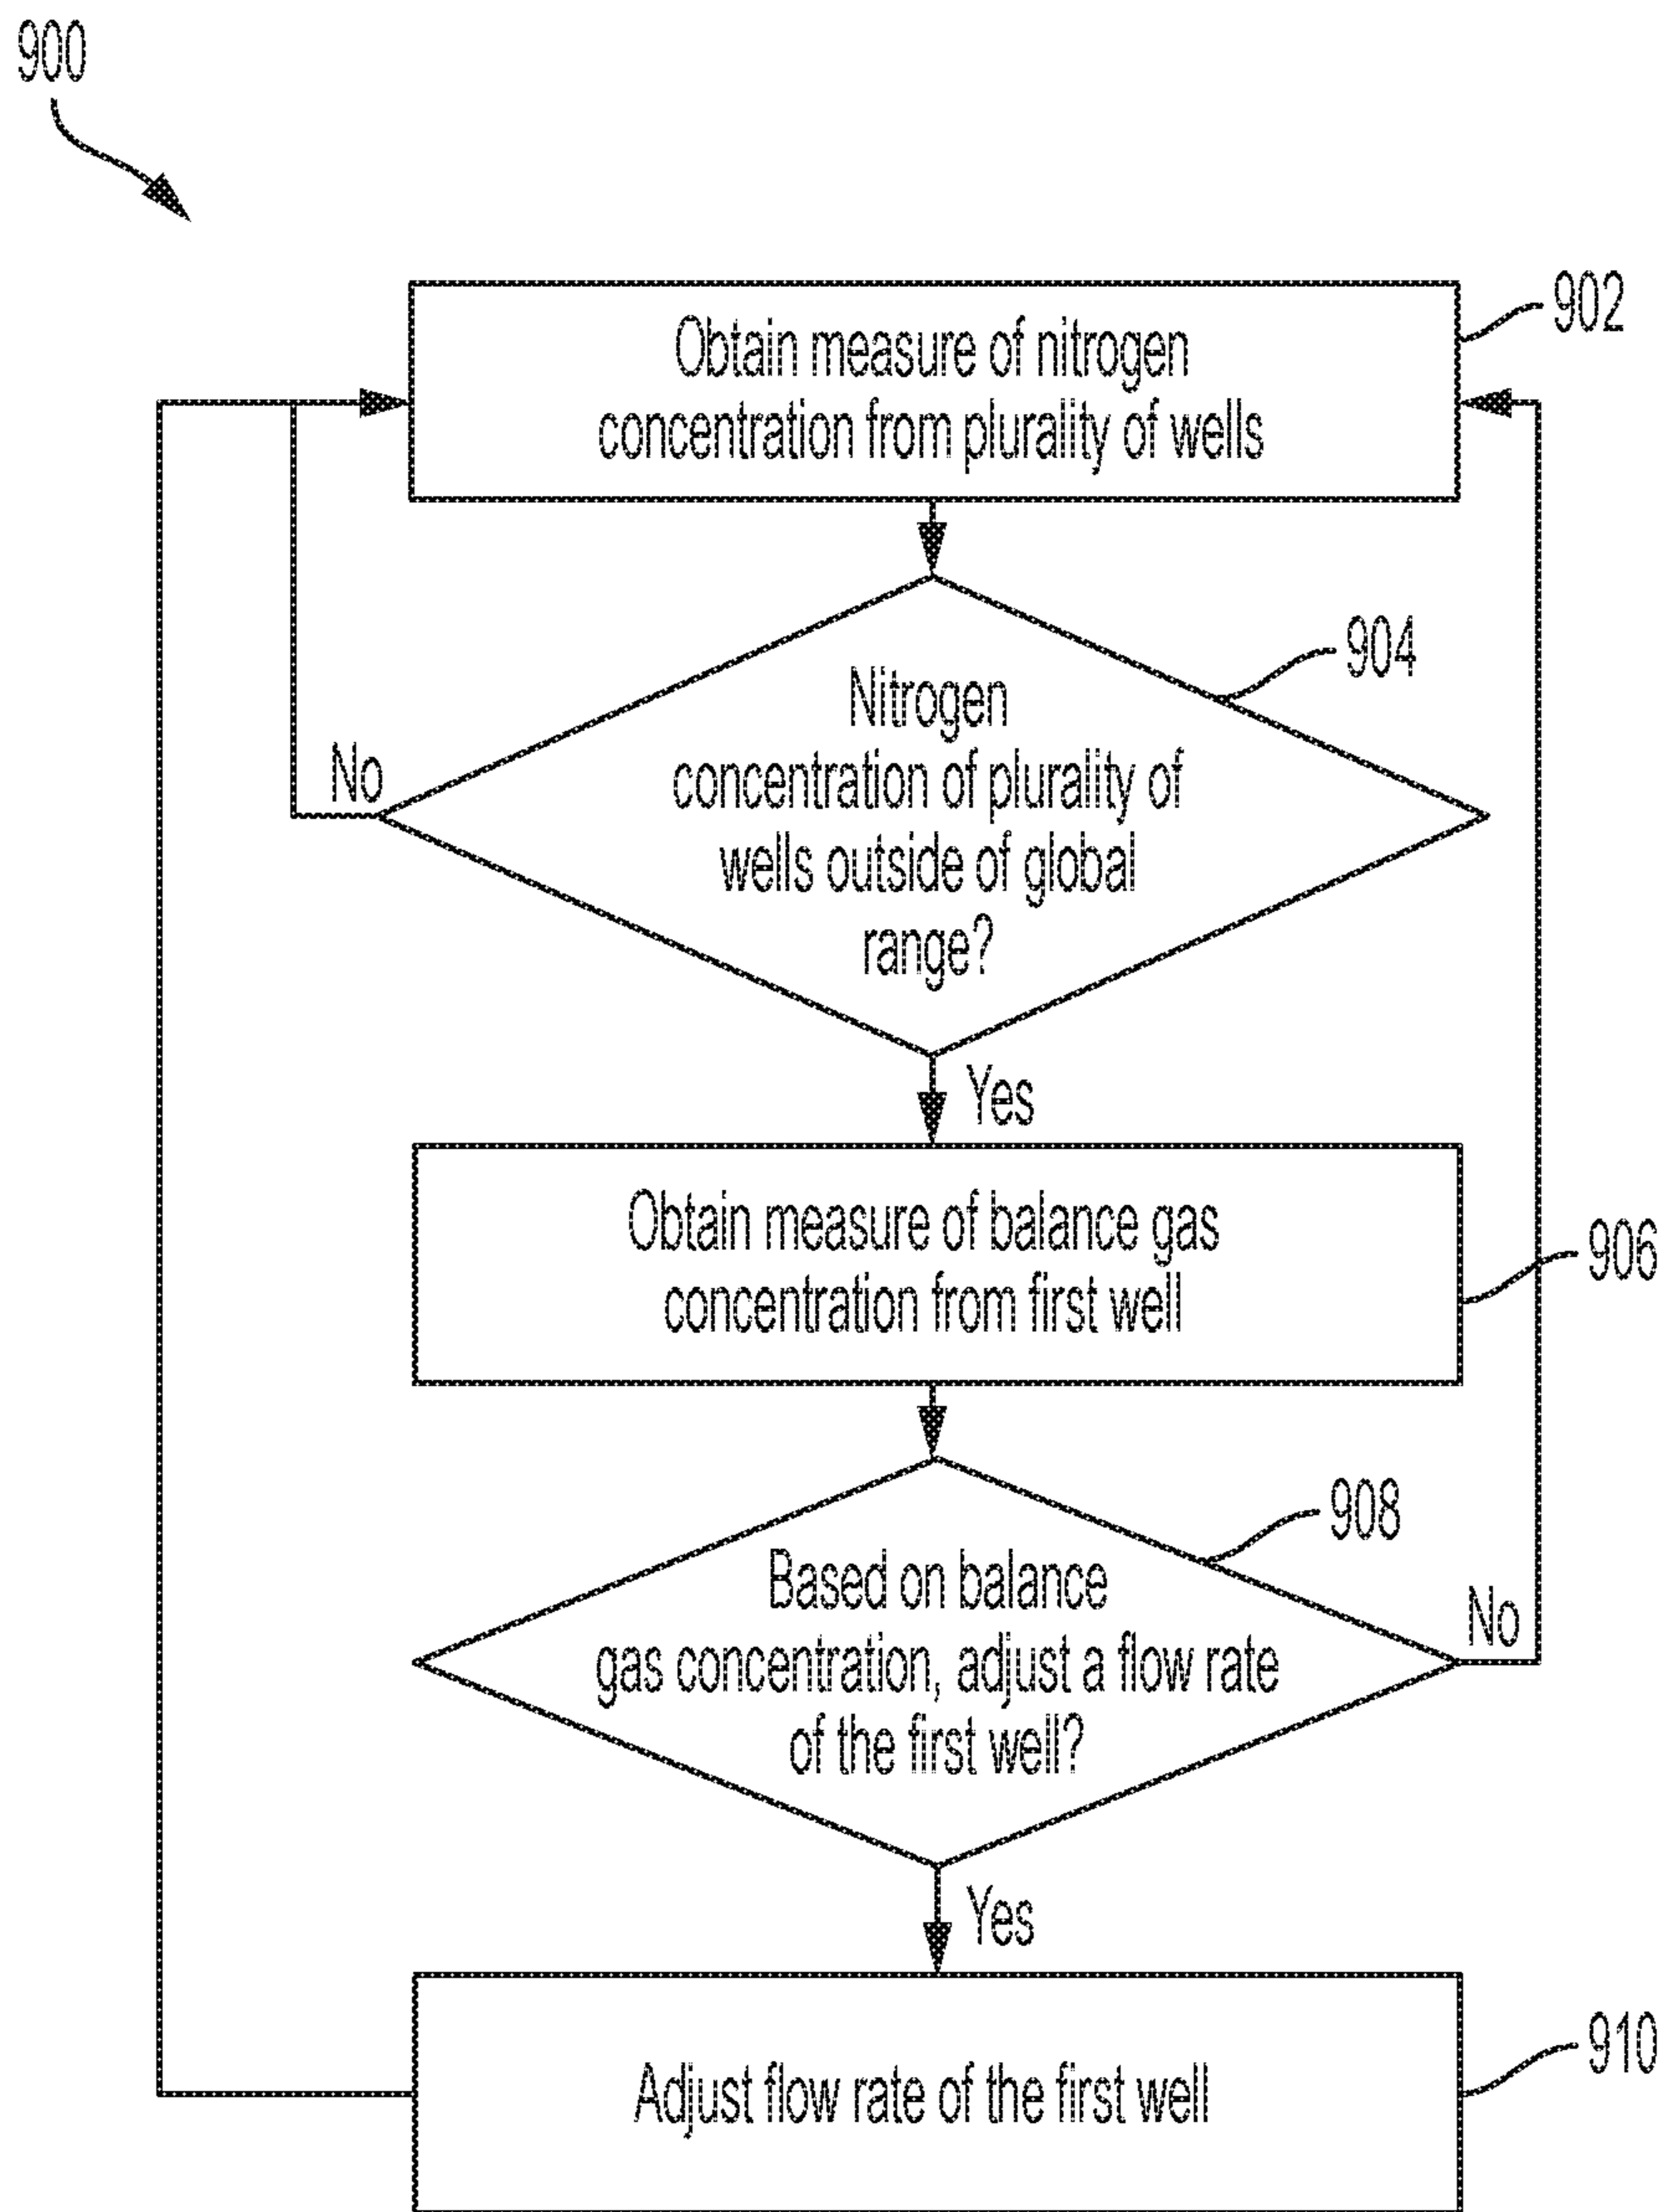 900
902
Obtain measure of nitrogen
concentration from plurality of wells
904
Nitrogen
concentration of plurality of
wells outside of global
range?
No
Yes
906
Obtain measure of balance gas
concentration from first well
908
Based on balance
gas concentration, adjust a flow rate
of the first well?
No
Yes
910
Adjust flow rate of the first well